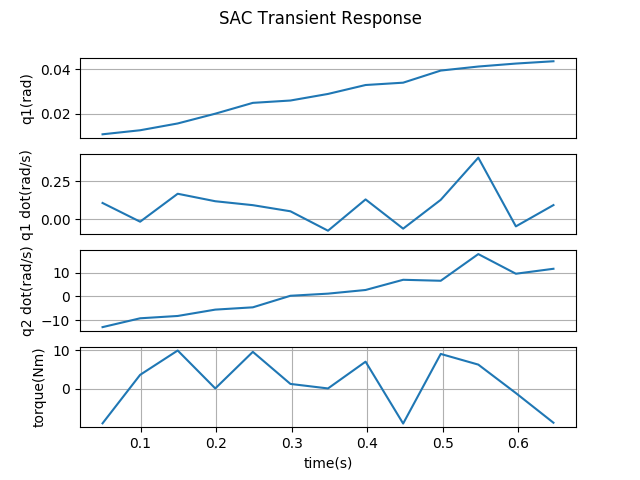 SAC Transient Response
q1(rad)
0.04
0.02
q1 dot(rad/s)
0.25
0.00
q2 dot(rad/s)
10
0
−10
torque(Nm)
10
0
0.1 0.2 0.3 0.4 0.5 0.6
time(s)